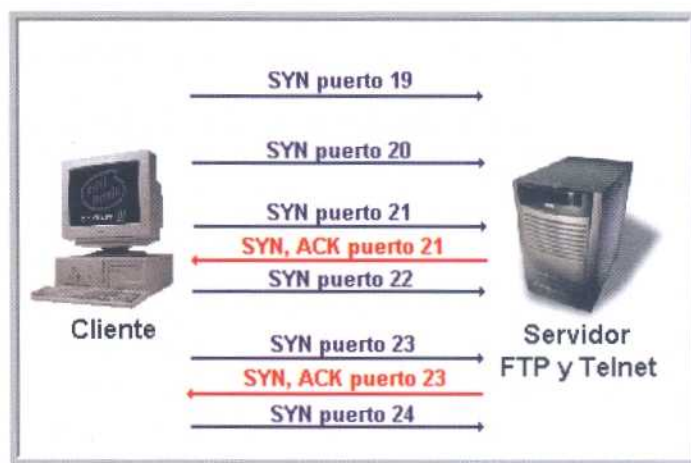 SYN puerto 19
SYN puerto 20
SYN puerto 21
SYN, ACK puerto 21
SYN puerto 22
Cliente
SYN puerto 23
SYN, ACK puerto 23
SYN puerto 24
Servidor
FTP y Telnet